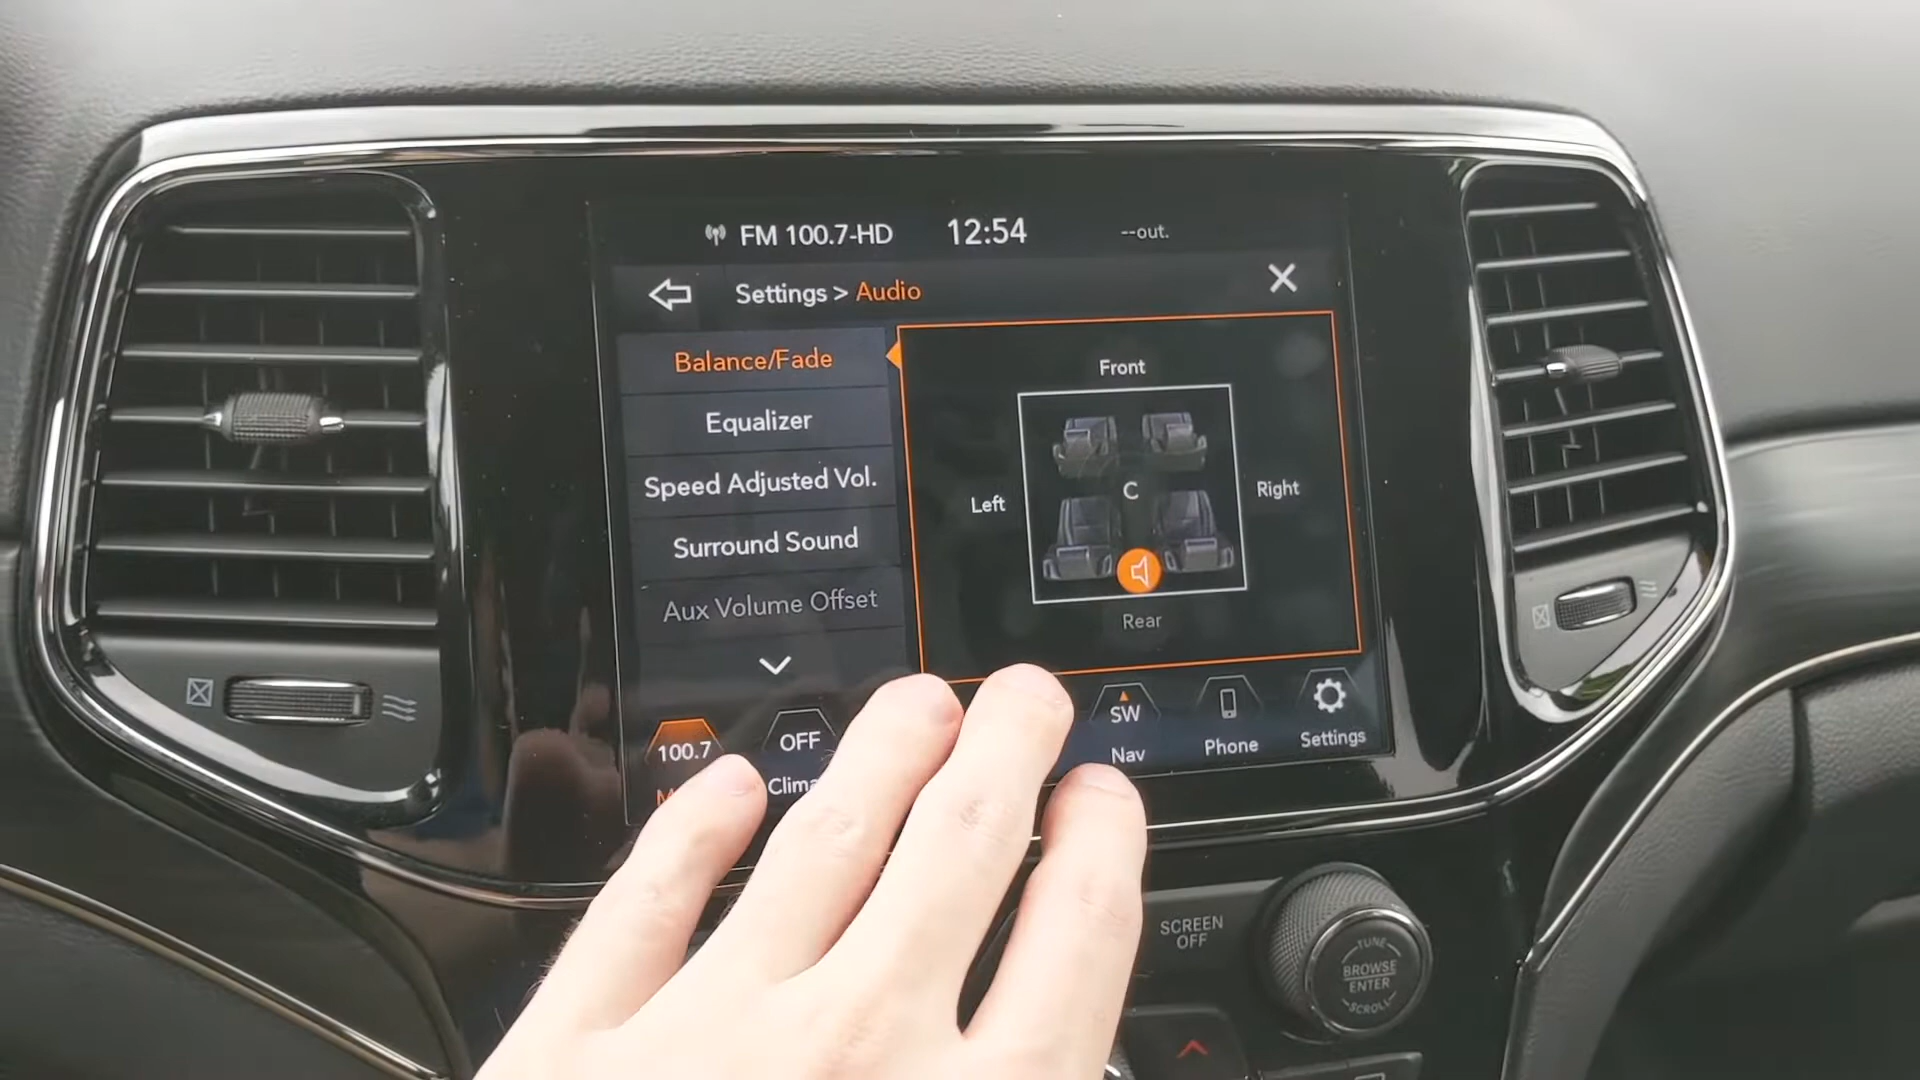 FM 100.7-HD 12:54 --out.
Settings > Audio
Balance/Fade
Equalizer
Speed Adjusted Vol.
Surround Sound
Aux Volume Offset
Front
Left
C
Right
Rear
100.7
OFF
SW
Nav
Phone
Settings
SCREEN
OFF
TUNE
BROWSE
ENTER
SCROLL